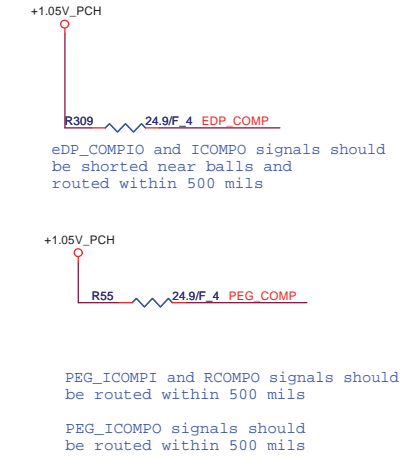 +1.05V_PCH
R309 24.9/F_4 EDP_COMP
eDP_COMPIO and ICOMPO signals should
be shorted near balls and
routed within 500 mils
+1.05V_PCH
R55 24.9/F_4 PEG_COMP
PEG_ICOMPI and RCOMPO signals should
be routed within 500 mils
PEG_ICOMPO signals should
be routed within 500 mils